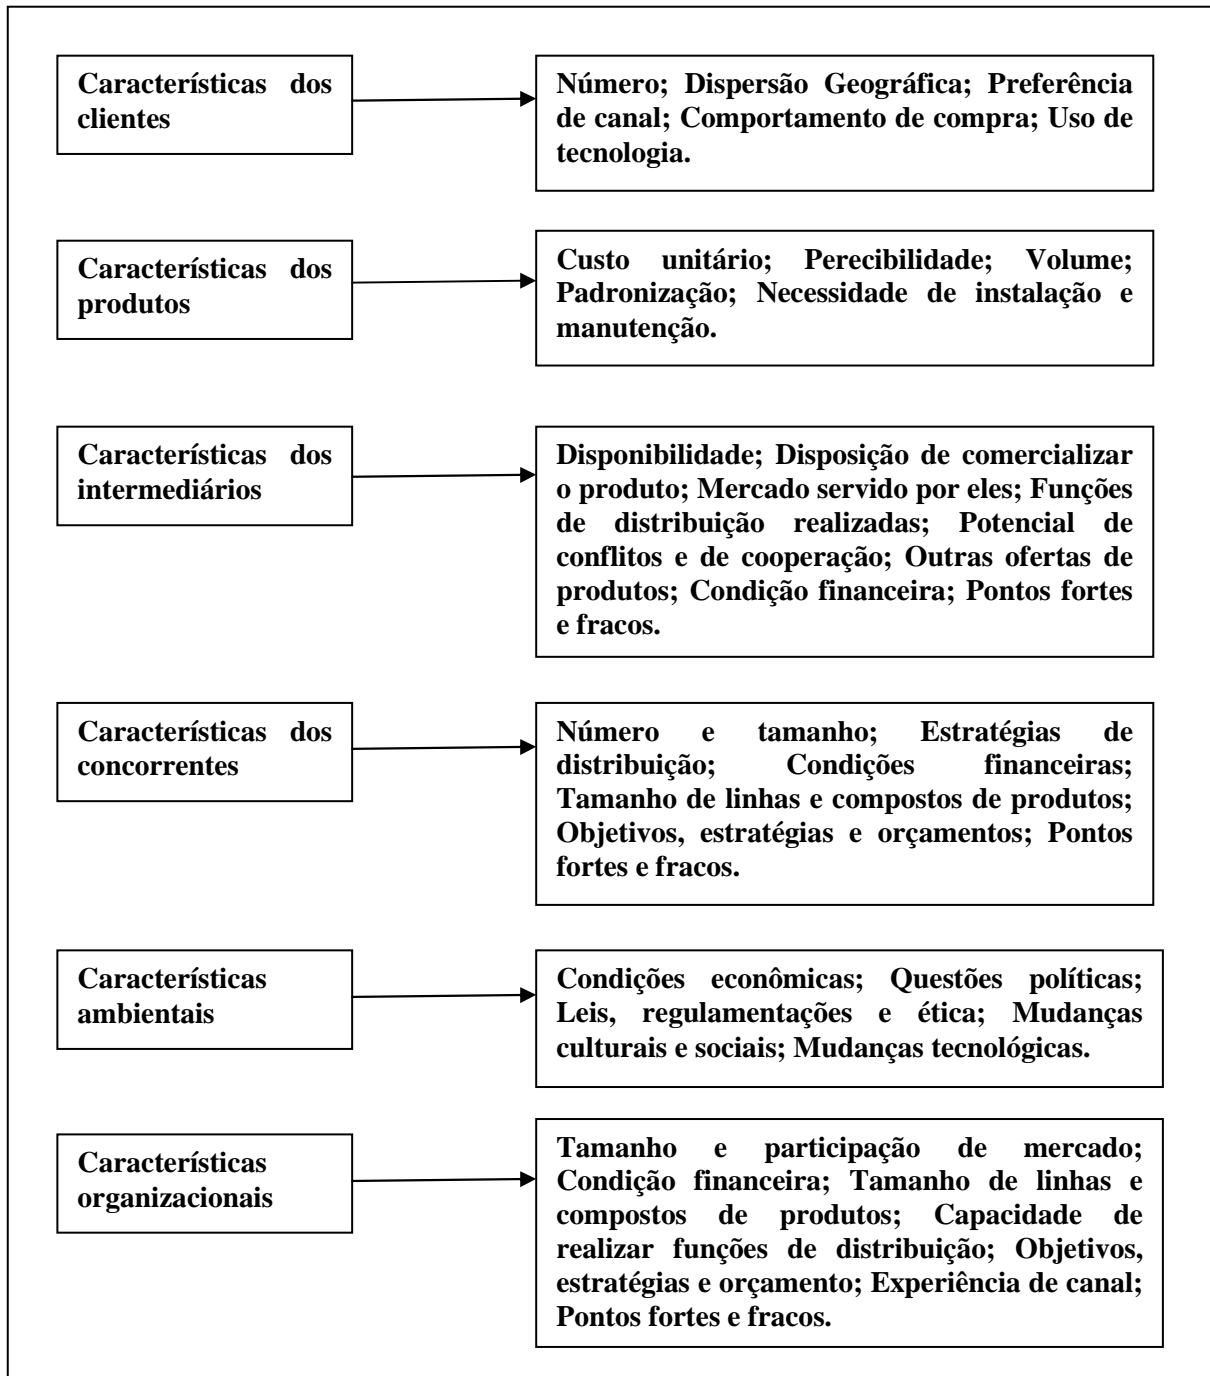 Características dos
clientes
Número; Dispersão Geográfica; Preferência
de canal; Comportamento de compra; Uso de
tecnologia.
Características dos
produtos
Custo unitário; Perecibilidade; Volume;
Padronização; Necessidade de instalação e
manutenção.
Características dos
intermediários
Disponibilidade; Disposição de comercializar
o produto; Mercado servido por eles; Funções
de distribuição realizadas; Potencial de
conflitos e de cooperação; Outras ofertas de
produtos; Condição financeira; Pontos fortes
e fracos.
Características dos
concorrentes
Número e tamanho; Estratégias de
distribuição; Condições financeiras;
Tamanho de linhas e compostos de produtos;
Objetivos, estratégias e orçamentos; Pontos
fortes e fracos.
Características
ambientais
Condições econômicas; Questões políticas;
Leis, regulamentações e ética; Mudanças
culturais e sociais; Mudanças tecnológicas.
Características
organizacionais
Tamanho e participação de mercado;
Condição financeira; Tamanho de linhas e
compostos de produtos; Capacidade de
realizar funções de distribuição; Objetivos,
estratégias e orçamento; Experiência de canal;
Pontos fortes e fracos.